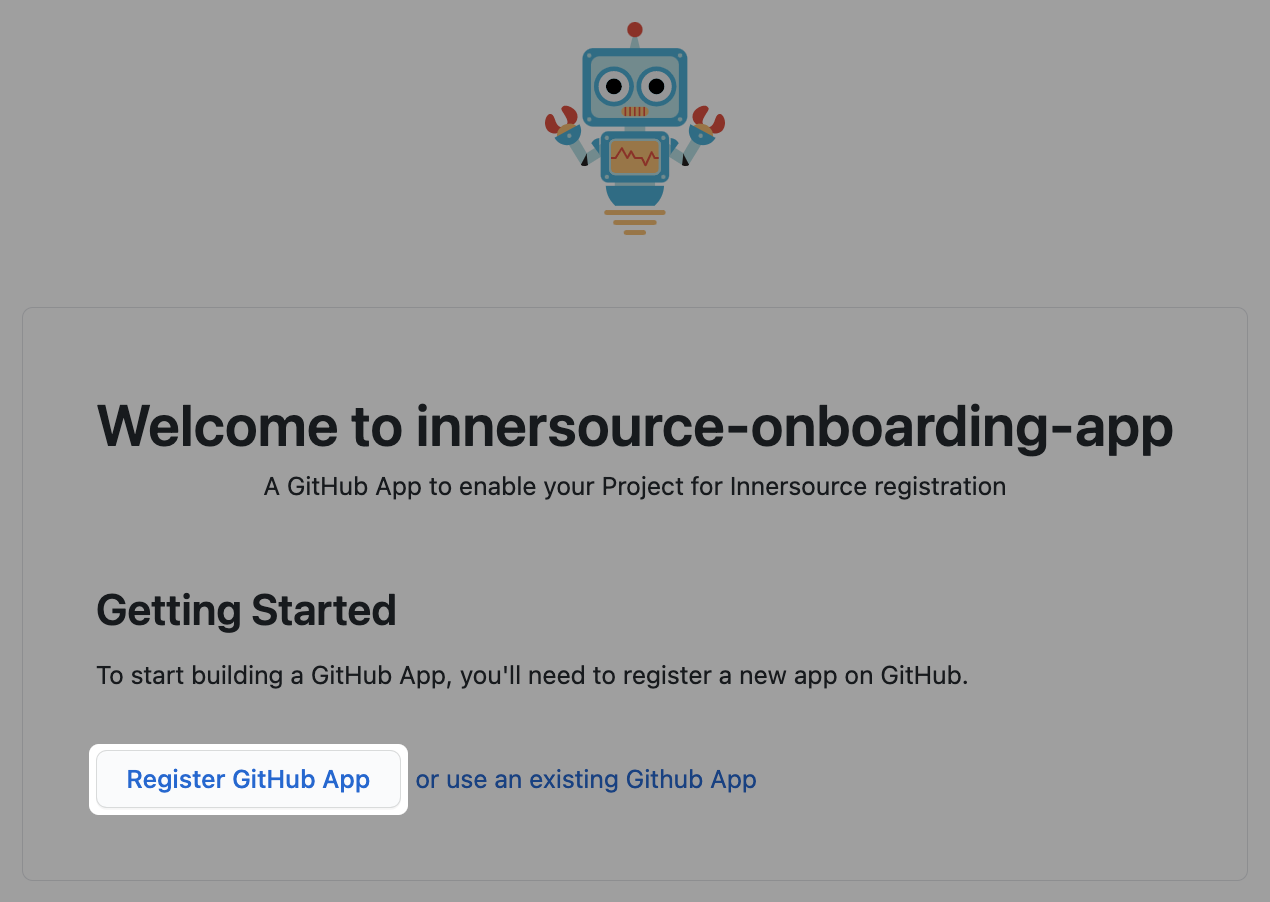 Welcome to innersource-onboarding-app
A GitHub App to enable your Project for Innersource registration
Getting Started
To start building a GitHub App, you'll need to register a new app on GitHub.
Register GitHub App or use an existing Github App